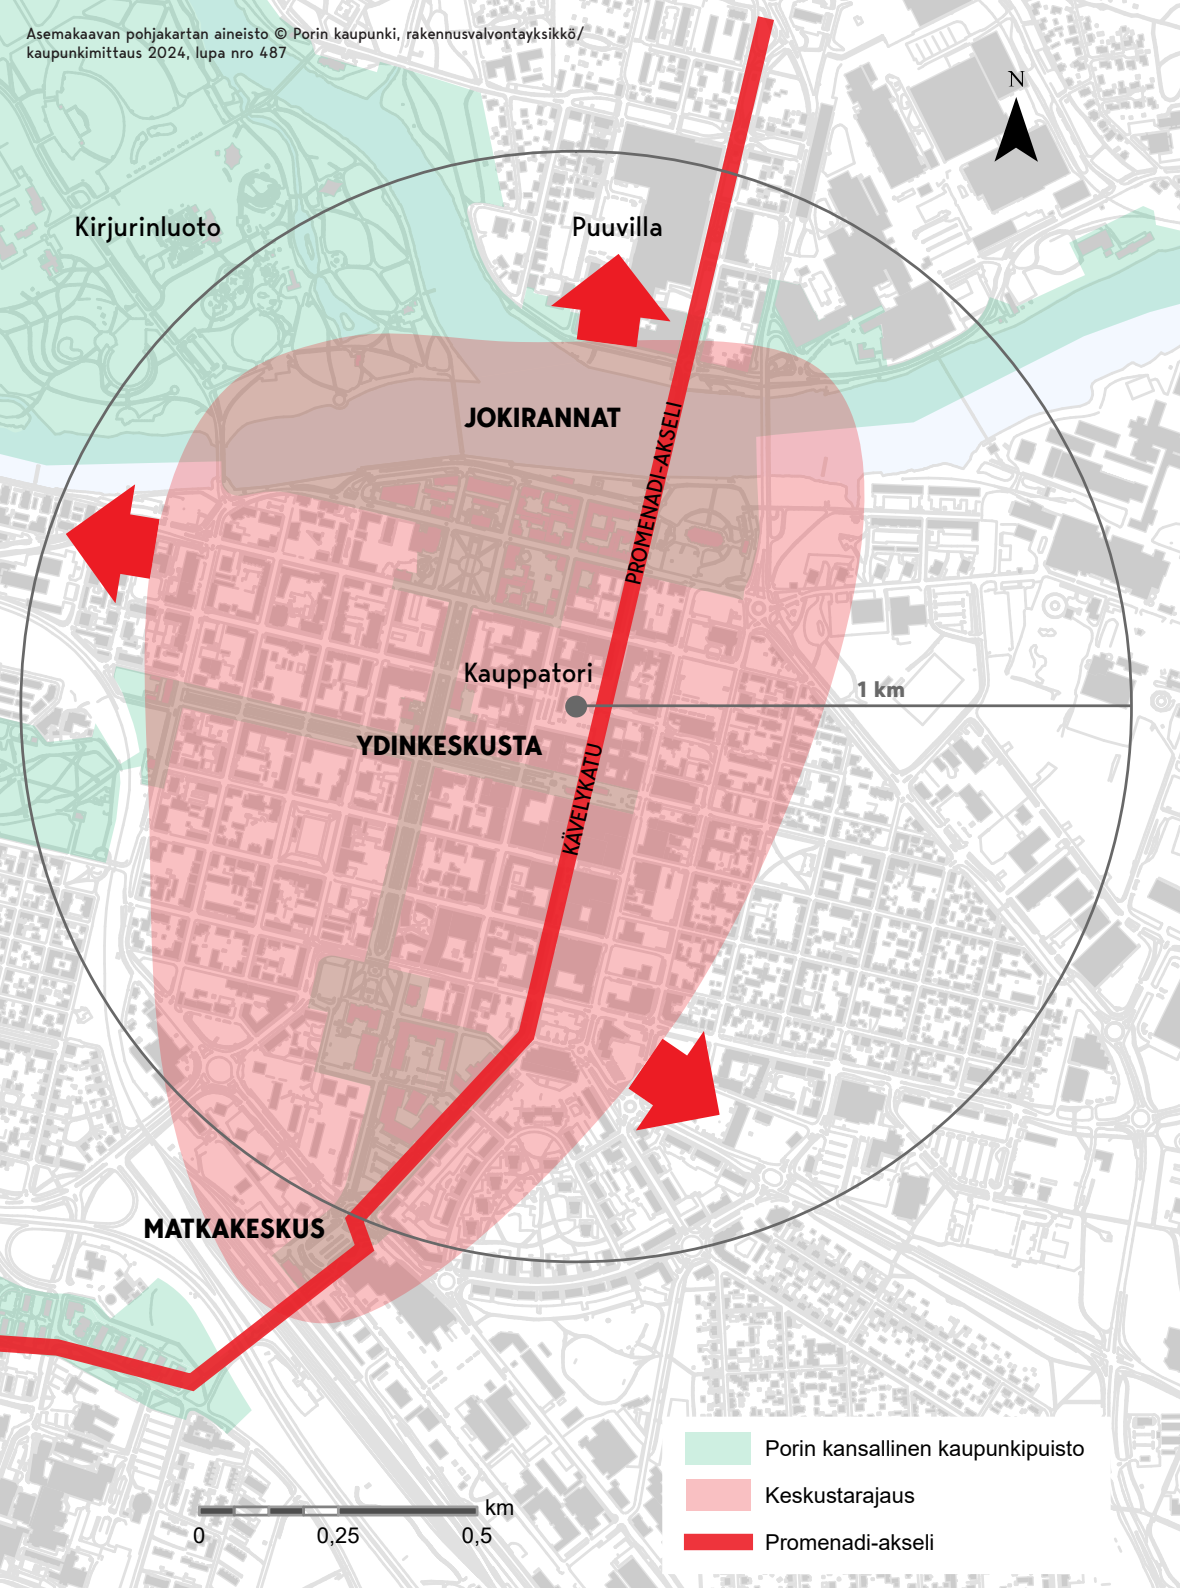 Asemakaavan pohjakartan aineisto © Porin kaupunki, rakennusvalvontayksikkö/
kaupunkimittaus 2024, lupa nro 487
N
Kirjurinluoto
Puuvilla
JOKIRANNAT
PROMENADI-AKSELI
Kauppatori
1 km
YDINKESKUSTA
KÄVELYKATU
MATKAKESKUS
Porin kansallinen kaupunkipuisto
Keskustarajaus
Promenadi-akseli
km
0 0,25 0,5